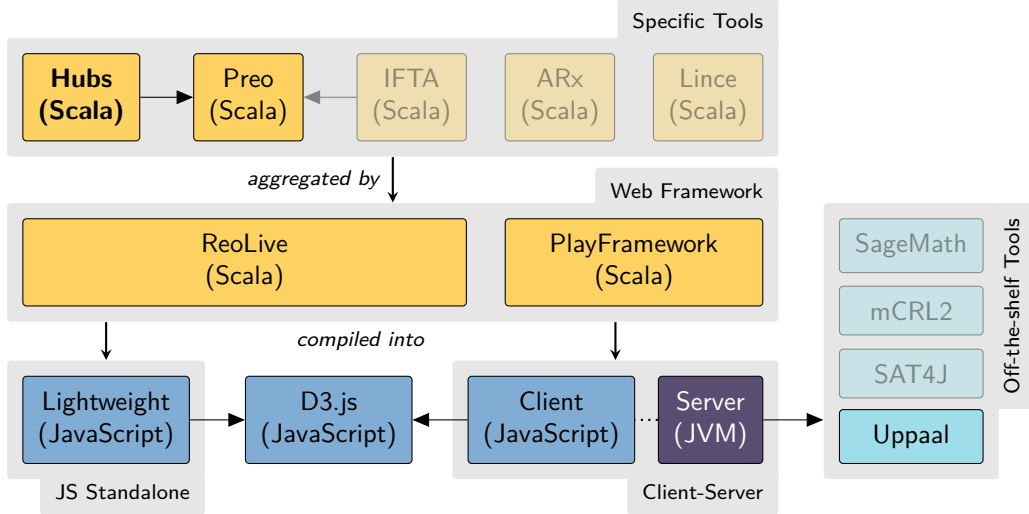 Specific Tools
Hubs
(Scala)
Preo
(Scala)
IFTA
(Scala)
ARx
(Scala)
Lince
(Scala)
aggregated by
Web Framework
ReoLive
(Scala)
PlayFramework
(Scala)
SageMath
mCRL2
SAT4J
Uppaal
Off-the-shelf Tools
compiled into
Lightweight
(JavaScript)
D3.js
(JavaScript)
Client
(JavaScript)
Server
(JVM)
JS Standalone
Client-Server